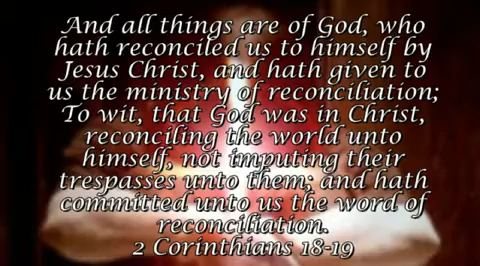 And all things are of God, who
hath reconciled us to himself by
Jesus Christ, and hath given to
us the ministry of reconciliation;
To wit, that God was in Christ,
reconciling the world unto
himself, not imputing their
trespasses unto them; and hath
committed unto us the word of
reconciliation.
2 Corinthians 18-19